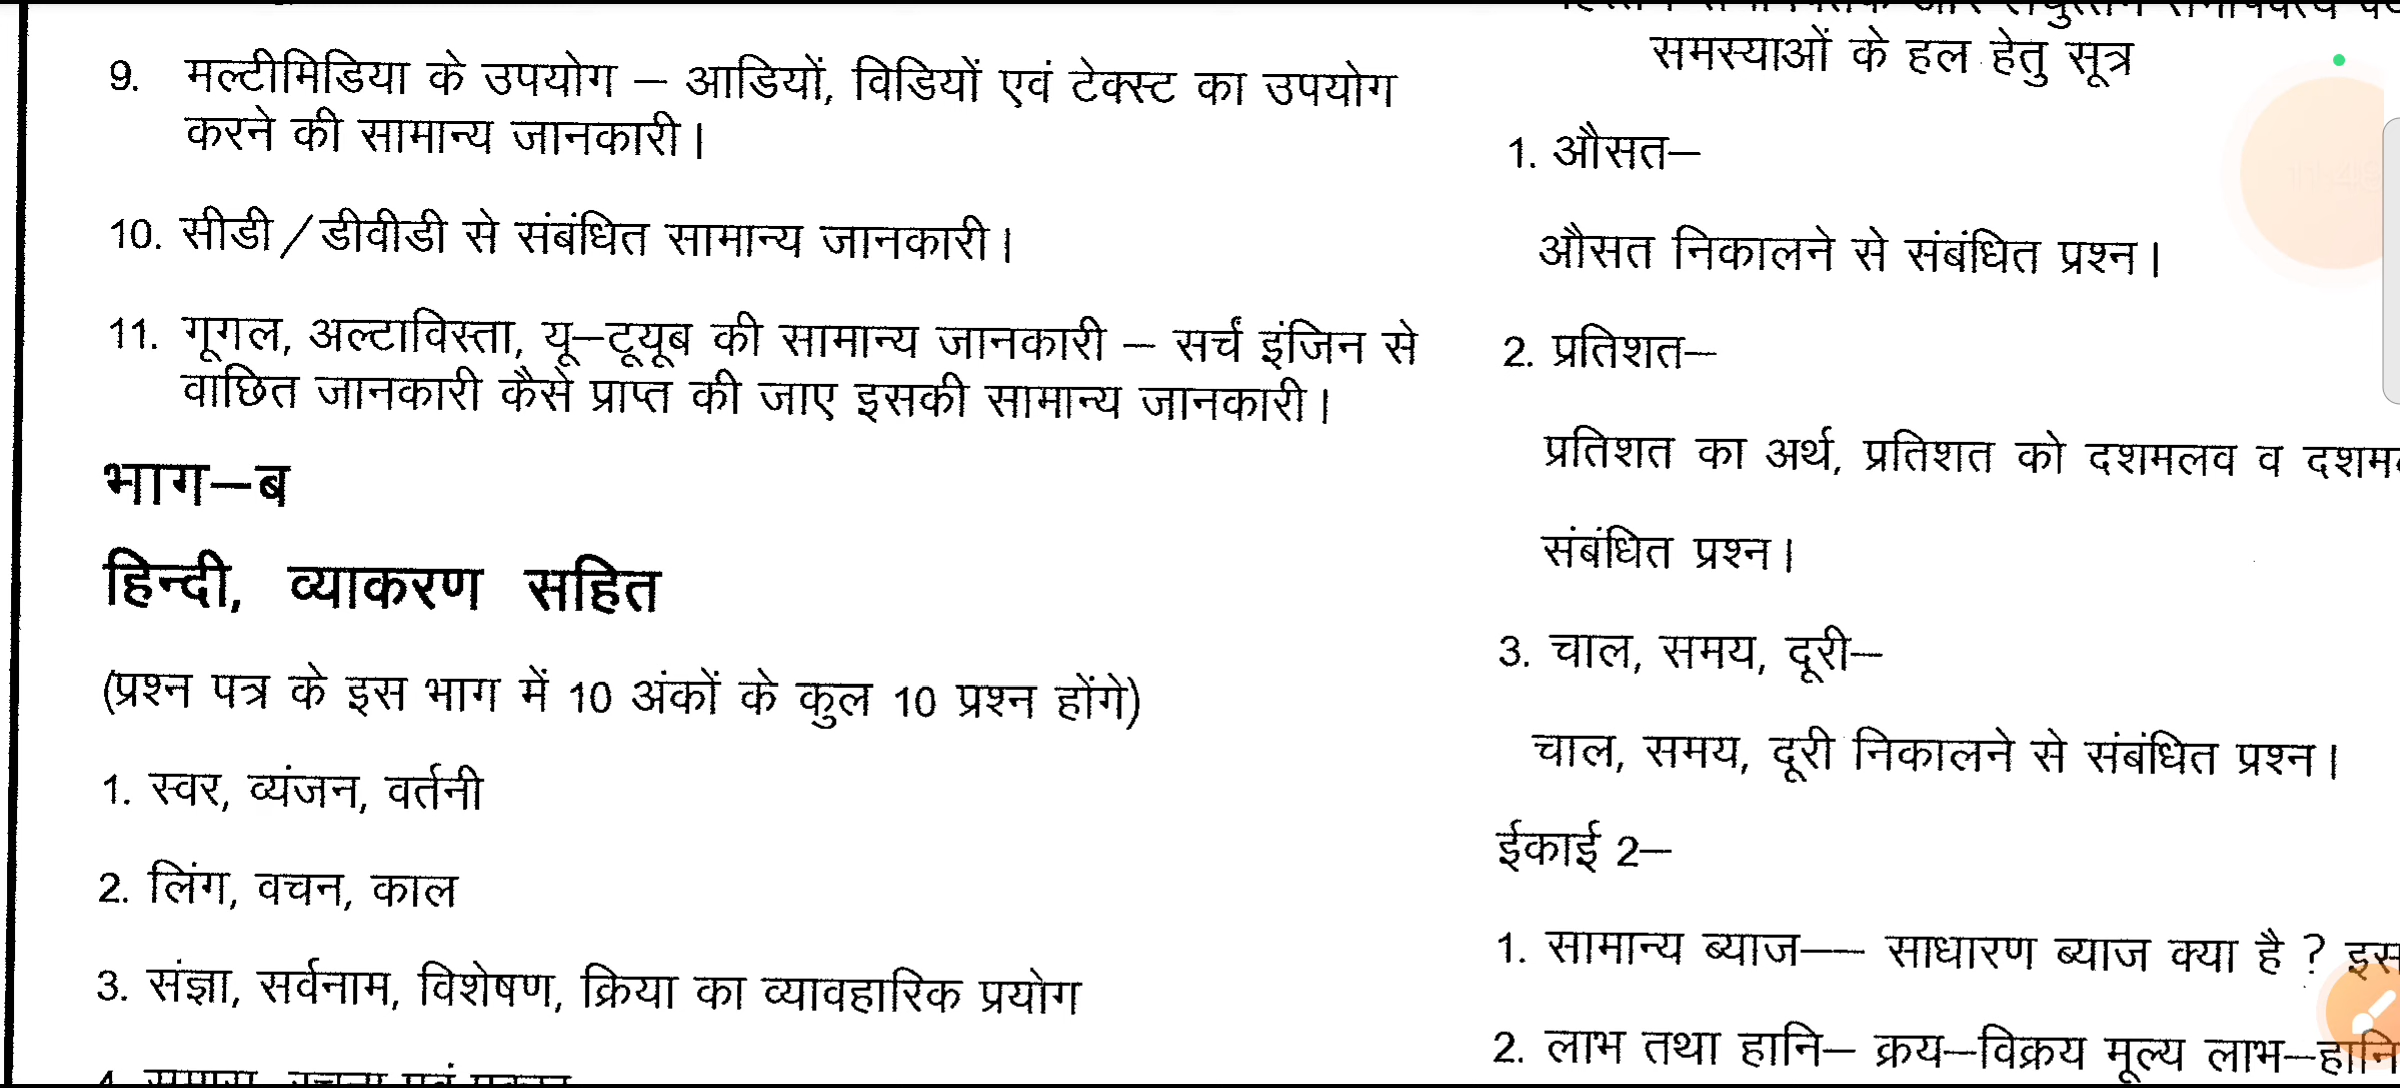 9. मल्टीमिडिया के उपयोग – आडियों, विडियों एवं टेक्स्ट का उपयोग
करने की सामान्य जानकारी।
10. सीडी/डीवीडी से संबंधित सामान्य जानकारी।
11. गूगल, अल्टाविस्ता, यू–टूयूब की सामान्य जानकारी – सर्च इंजिन से
वाछित जानकारी कैसे प्राप्त की जाए इसकी सामान्य जानकारी।
भाग–ब
हिन्दी, व्याकरण सहित
(प्रश्न पत्र के इस भाग में 10 अंकों के कुल 10 प्रश्न होंगे)
1. स्वर, व्यंजन, वर्तनी
2. लिंग, वचन, काल
3. संज्ञा, सर्वनाम, विशेषण, क्रिया का व्यावहारिक प्रयोग
समस्याओं के हल हेतु सूत्र
1. औसत–
औसत निकालने से संबंधित प्रश्न।
2. प्रतिशत–
प्रतिशत का अर्थ, प्रतिशत को दशमलव व
संबंधित प्रश्न।
3. चाल, समय, दूरी–
चाल, समय, दूरी निकालने से संबंधित प्रश्न।
ईकाई 2–
1. सामान्य ब्याज–– साधारण ब्याज क्या है ?
2. लाभ तथा हानि– क्रय–विक्रय मूल्य लाभ–हानि